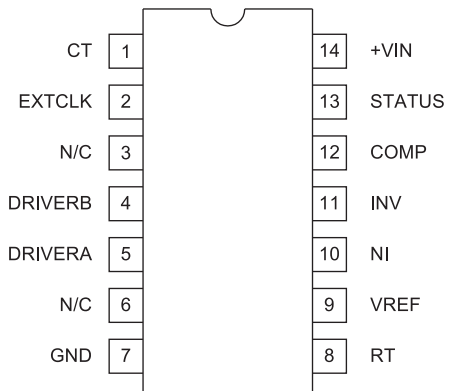 CT 1 14 +VIN
EXTCLK 2 13 STATUS
N/C 3 12 COMP
DRIVERB 4 11 INV
DRIVERA 5 10 NI
N/C 6 9 VREF
GND 7 8 RT